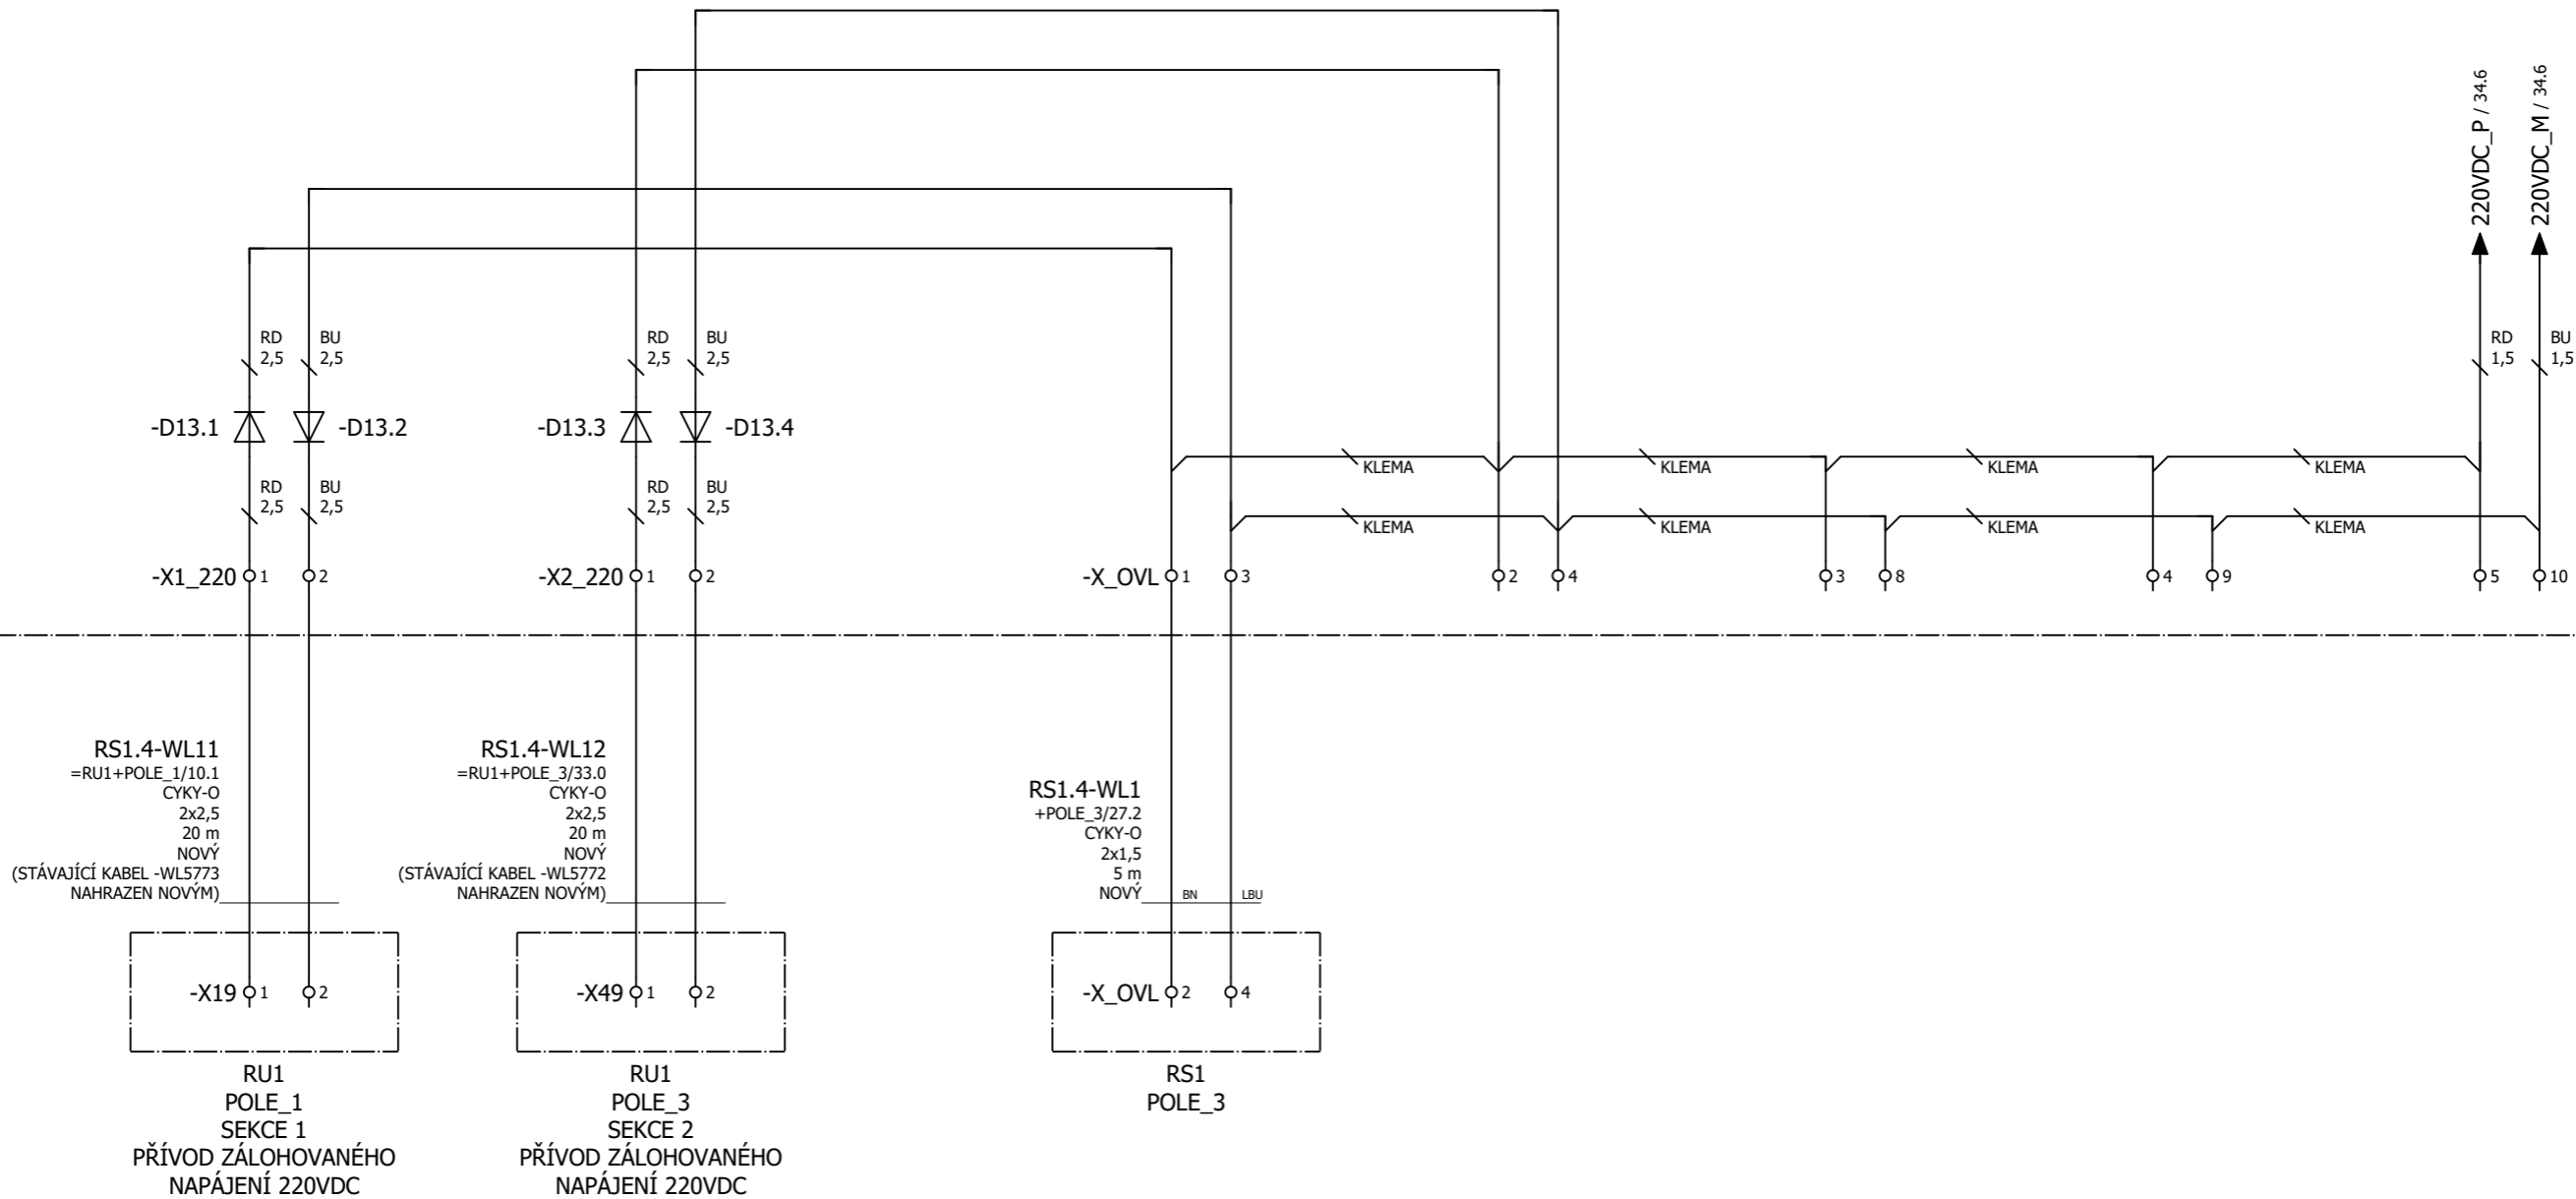 220VDC_P / 34.6
220VDC_M / 34.6
RD
2,5
BU
2,5
RD
2,5
BU
2,5
RD
1,5
BU
1,5
-D13.1
-D13.2
-D13.3
-D13.4
KLEMA
KLEMA
KLEMA
KLEMA
RD
2,5
BU
2,5
RD
2,5
BU
2,5
KLEMA
KLEMA
KLEMA
KLEMA
-X1_220 1 2
-X2_220 1 2
-X_OVL 1 3 2 4 3 8 4 9 5 10
RS1.4-WL11
=RU1+POLE_1/10.1
CYKY-O
2x2,5
20 m
NOVÝ
(STÁVAJÍCÍ KABEL -WL5773
NAHRAZEN NOVÝM)
RS1.4-WL12
=RU1+POLE_3/33.0
CYKY-O
2x2,5
20 m
NOVÝ
(STÁVAJÍCÍ KABEL -WL5772
NAHRAZEN NOVÝM)
RS1.4-WL1
+POLE_3/27.2
CYKY-O
2x1,5
5 m
NOVÝ BN LBU
-X19 1 2
-X49 1 2
-X_OVL 2 4
RU1
POLE_1
SEKCE 1
PŘÍVOD ZÁLOHOVANÉHO
NAPÁJENÍ 220VDC
RU1
POLE_3
SEKCE 2
PŘÍVOD ZÁLOHOVANÉHO
NAPÁJENÍ 220VDC
RS1
POLE_3